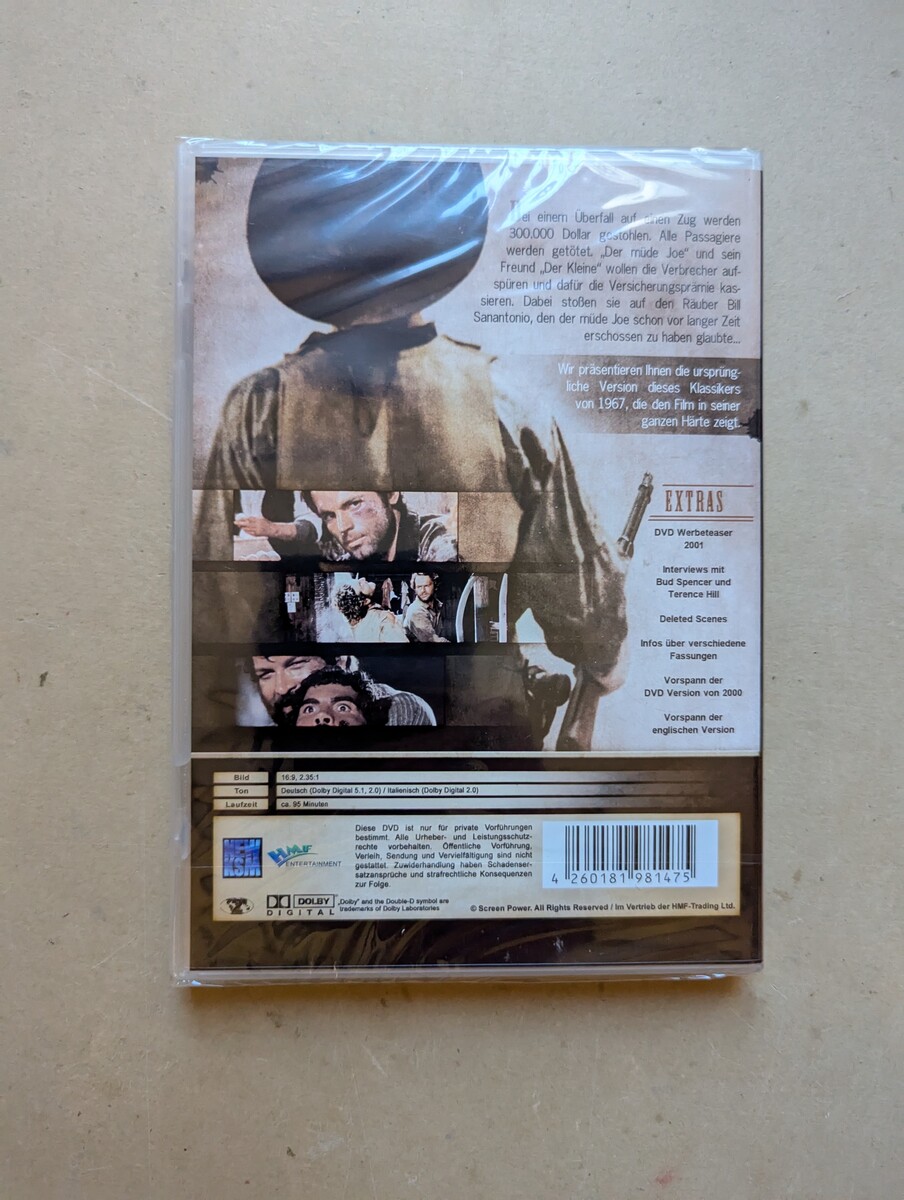 Bei einem Überfall auf einen Zug werden
300.000 Dollar gestohlen. Alle Passagiere
werden getötet. „Der müde Joe“ und sein
Freund „Der Kleine“ wollen die Verbrecher auf-
spüren und dafür die Versicherungsprämie kas-
sieren. Dabei stoßen sie auf den Räuber Bill
Sanantonio, den der müde Joe schon vor langer Zeit
erschossen zu haben glaubte...
Wir präsentieren Ihnen die ursprüng-
liche Version dieses Klassikers
von 1967, die den Film in seiner
ganzen Härte zeigt.
EXTRAS
DVD Werbeteaser
2001
Interviews mit
Bud Spencer und
Terence Hill
Deleted Scenes
Infos über verschiedene
Fassungen
Vorspann der
DVD Version von 2000
Vorspann der
englischen Version
Bild 16:9, 2.35:1
Ton Deutsch (Dolby Digital 5.1, 2.0) / Italienisch (Dolby Digital 2.0)
Laufzeit ca. 95 Minuten
NEW
KSM
HMF
ENTERTAINMENT
Diese DVD ist nur für private Vorführungen
bestimmt. Alle Urheber- und Leistungsschutz-
rechte vorbehalten. Öffentliche Vorführung,
Verleih, Sendung und Vervielfältigung sind nicht
gestattet. Zuwiderhandlung haben Schadenser-
satzansprüche und strafrechtliche Konsequenzen
zur Folge.
4 260181 981475
DOLBY
DIGITAL
„Dolby“ and the Double-D symbol are
trademarks of Dolby Laboratories
© Screen Power. All Rights Reserved / Im Vertrieb der HMF-Trading Ltd.